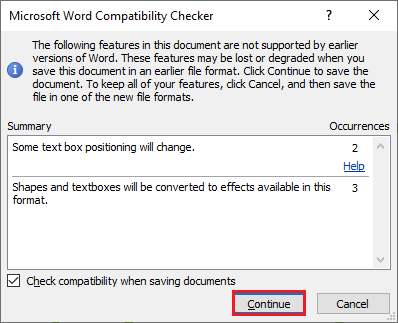 Microsoft Word Compatibility Checker
The following features in this document are not supported by earlier
versions of Word. These features may be lost or degraded when you
save this document in an earlier file format. Click Continue to save the
document. To keep all of your features, click Cancel, and then save the
file in one of the new file formats.
Summary Occurrences
Some text box positioning will change. 2
Help
Shapes and textboxes will be converted to effects available in this 3
format.
Check compatibility when saving documents
Continue Cancel